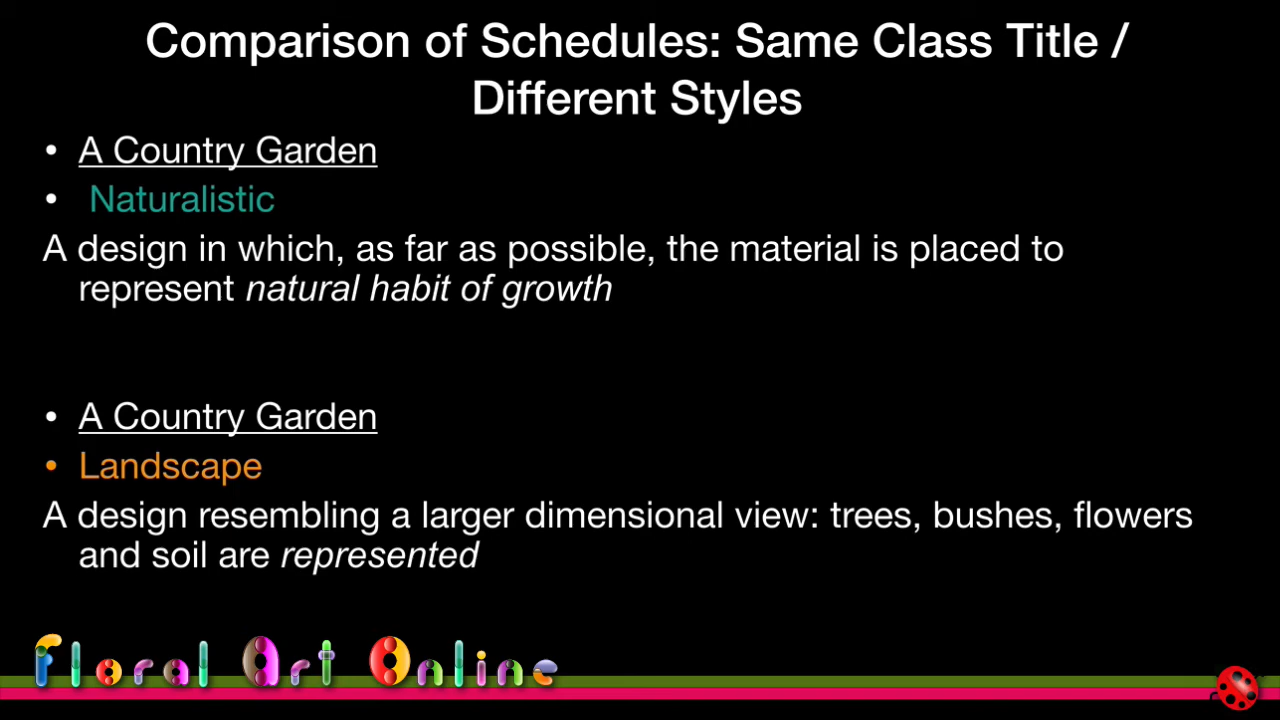 Comparison of Schedules: Same Class Title /
Different Styles
• A Country Garden
• Naturalistic
A design in which, as far as possible, the material is placed to
represent natural habit of growth
• A Country Garden
• Landscape
A design resembling a larger dimensional view: trees, bushes, flowers
and soil are represented
Floral Art Online